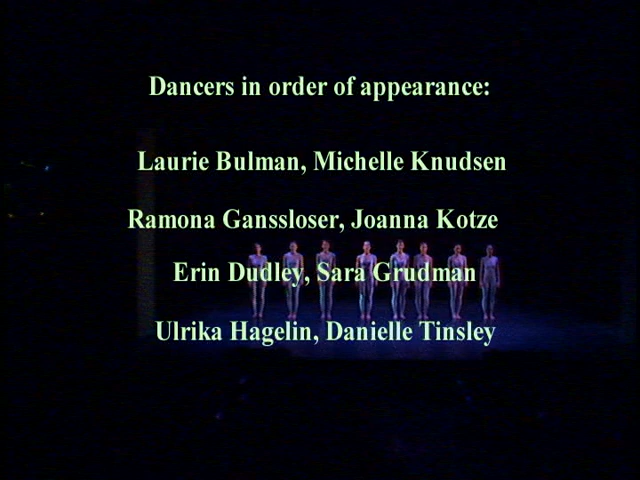 Dancers in order of appearance:
Laurie Bulman, Michelle Knudsen
Ramona Ganssloser, Joanna Kotze
Erin Dudley, Sara Grudman
Ulrika Hagelin, Danielle Tinsley